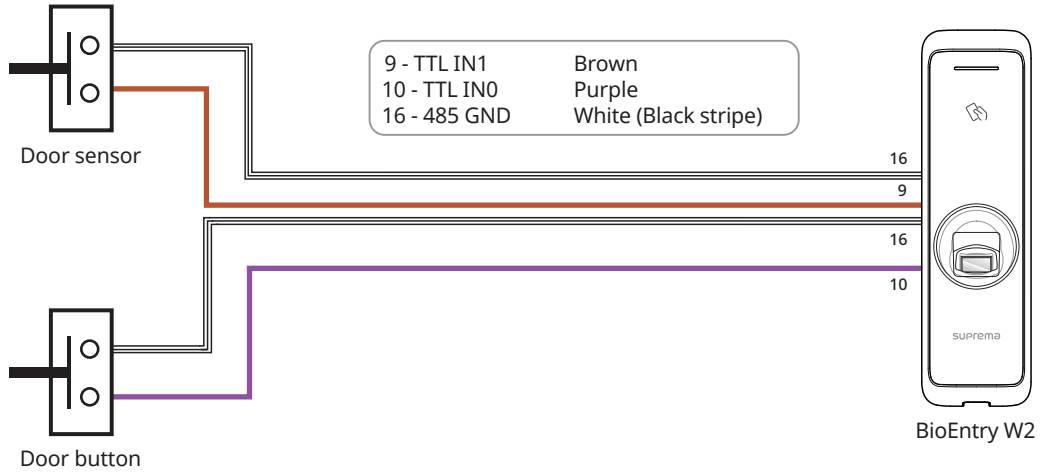 9 - TTL IN1 Brown
10 - TTL IN0 Purple
16 - 485 GND White (Black stripe)
Door sensor
16
9
16
10
suprema
BioEntry W2
Door button